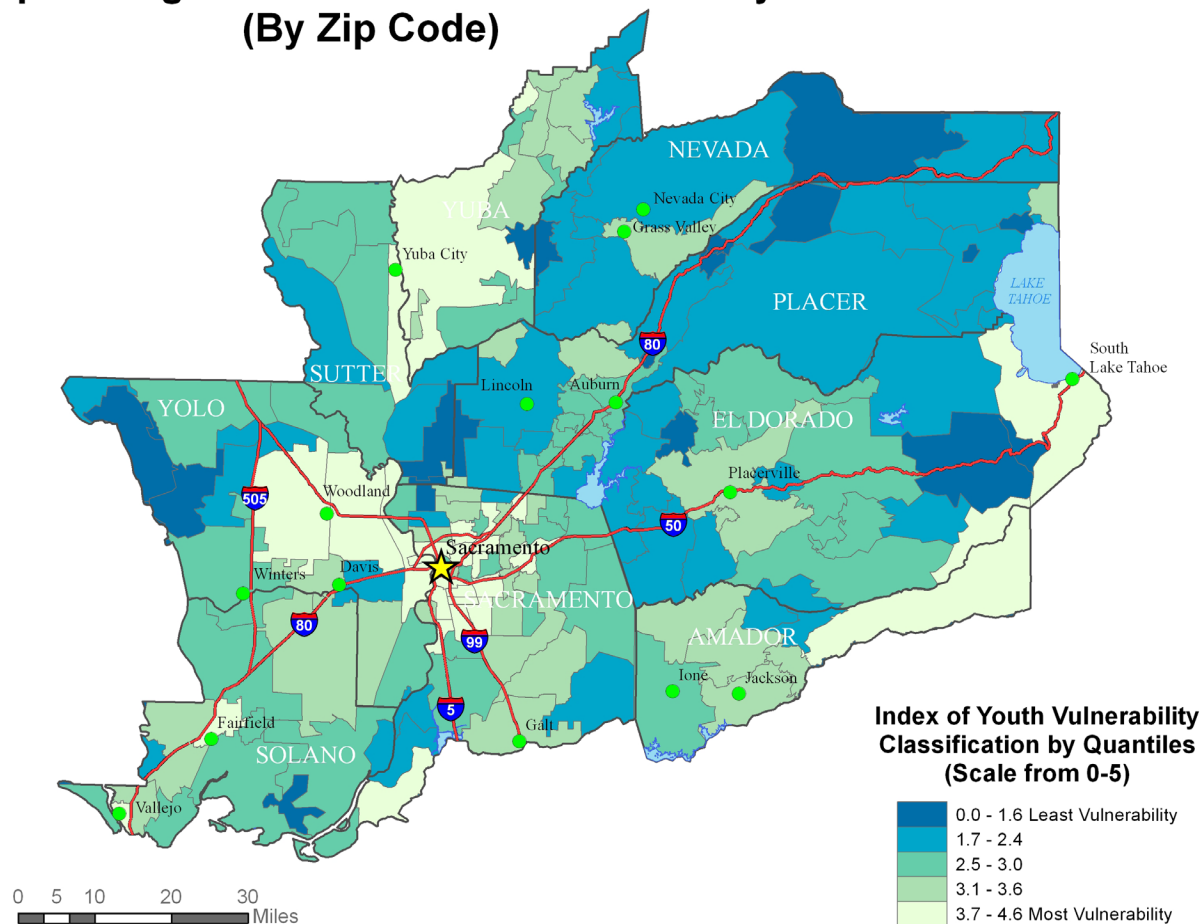 (By Zip Code)
NEVADA
Nevada City
Grass Valley
YUBA
Yuba City
LAKE
TAHOE
PLACER
80
South
Lake Tahoe
SUTTER
Lincoln
Auburn
YOLO
EL DORADO
Placerville
505
Woodland
50
Sacramento
Winters
Davis
SACRAMENTO
80
99
AMADOR
Ione
Jackson
5
Galt
Fairfield
SOLANO
Vallejo
Index of Youth Vulnerability
Classification by Quantiles
(Scale from 0-5)
0.0 - 1.6 Least Vulnerability
1.7 - 2.4
2.5 - 3.0
3.1 - 3.6
3.7 - 4.6 Most Vulnerability
0 5 10 20 30
Miles